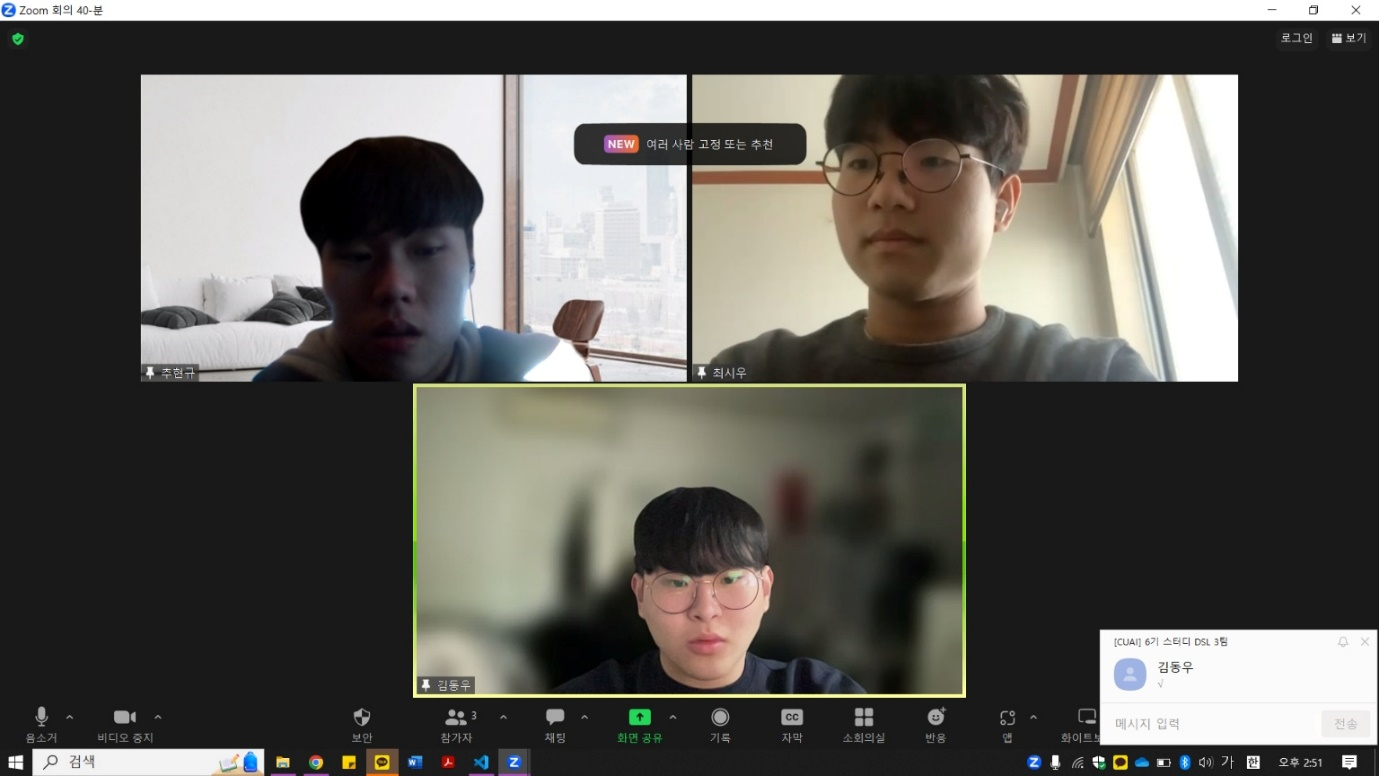 Zoom 회의 40-분
로그인
보기
NEW 여러 사람 고정 또는 추천
추현규
최시우
김동우
[CUAI] 6기 스터디 DSL 3팀
김동우
√
메시지 입력
전송
음소거
비디오 중지
보안
참가자
3
채팅
화면 공유
CC
기록
자막
소회의실
반응
앱
화이트보
검색
가
한
오후 2:51